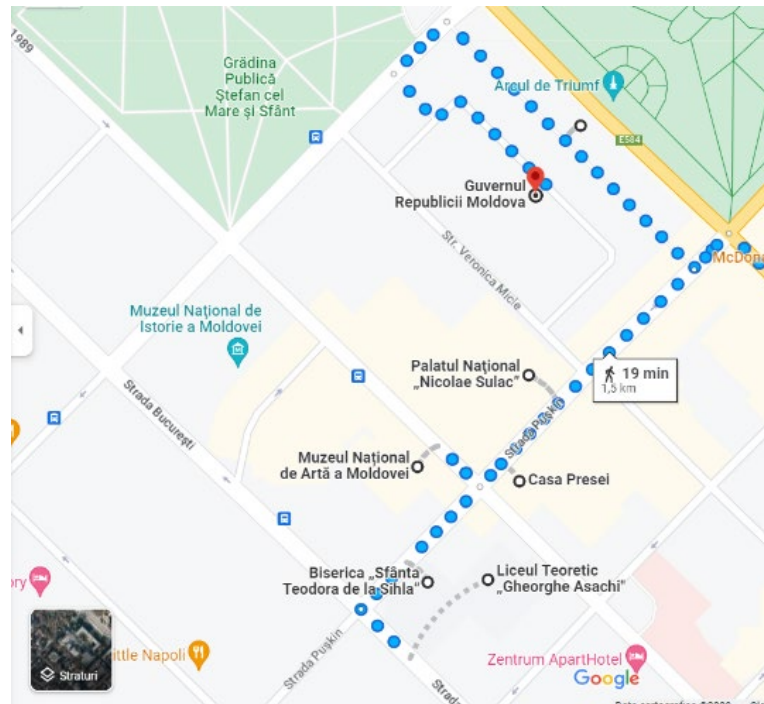 1989
Grădina
Publică
Ștefan cel
Mare și Sfânt
Arcul de Triumf
E584
Guvernul
Republicii Moldova
Str. Veronica Micle
McDona
Muzeul Național de
Istorie a Moldovei
Palatul Național
„Nicolae Sulac”
19 min
1,5 km
Strada Pușkin
Strada București
Muzeul Național
de Artă a Moldovei
Casa Presei
Biserica „Sfânta
Teodora de la Sihla”
Liceul Teoretic
„Gheorghe Asachi”
ory
Straturi
ittle Napoli
Strada Pușkin
Zentrum ApartHotel
Google
Strada